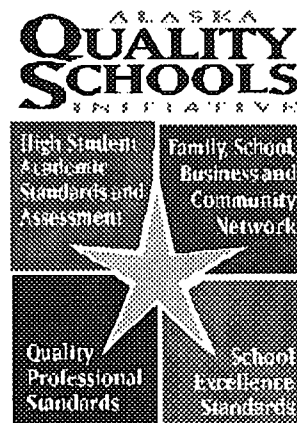 ALASKA
QUALITY
SCHOOLS
INITIATIVE
High Student
Academic
Standards and
Assessment
Family, School,
Business and
Community
Network
Quality
Professional
Standards
School
Excellence
Standards